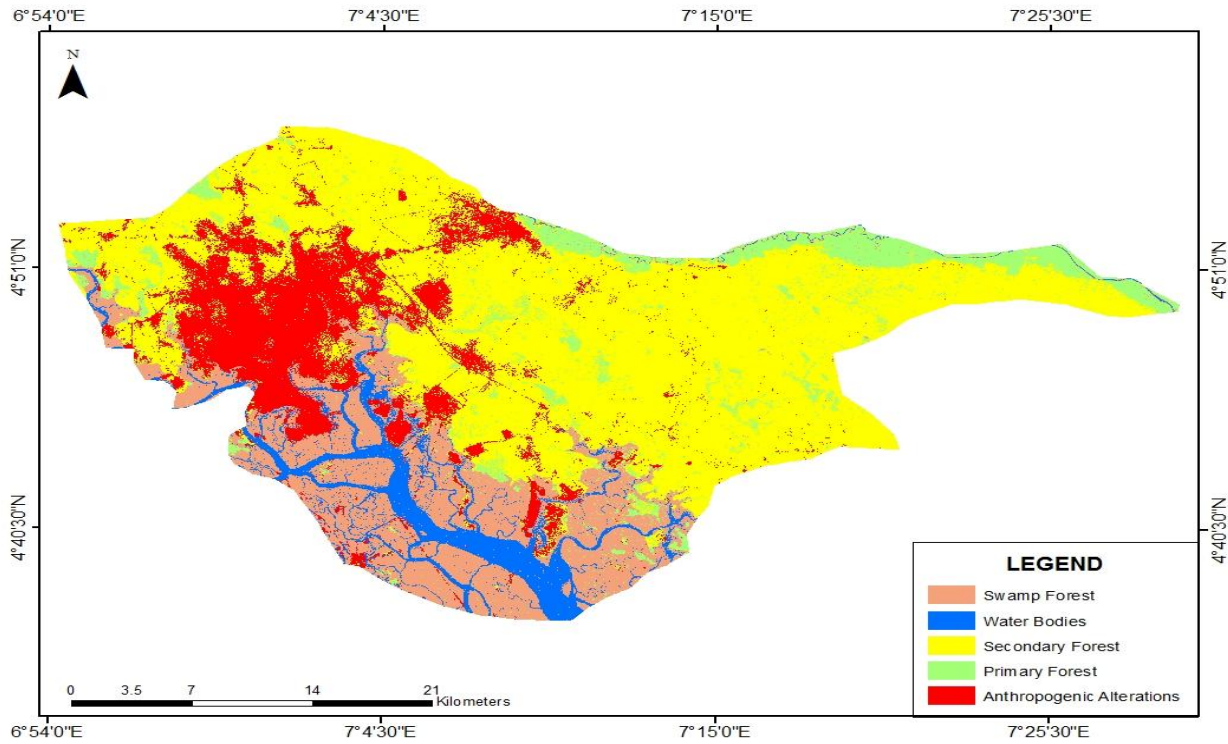 6°54'0"E 7°4'30"E 7°15'0"E 7°25'30"E
N
4°51'0"N 4°51'0"N
4°40'30"N 4°40'30"N
LEGEND
Swamp Forest
Water Bodies
Secondary Forest
Primary Forest
Anthropogenic Alterations
0 3.5 7 14 21
Kilometers
6°54'0"E 7°4'30"E 7°15'0"E 7°25'30"E